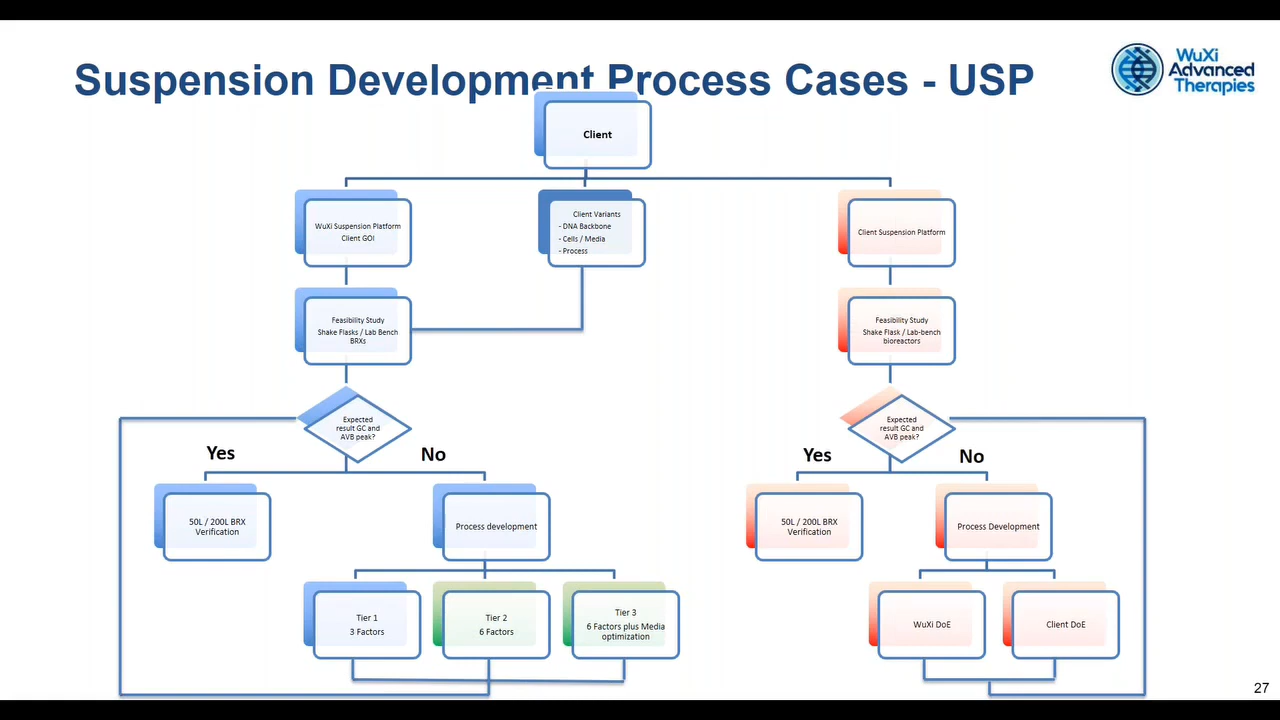 Suspension Development Process Cases - USP
WuXi
Advanced
Therapies
Client
WuXi Suspension Platform
Client GOI
Client Variants
- DNA Backbone
- Cells / Media
- Process
Client Suspension Platform
Feasibility Study
Shake Flasks / Lab Bench
BRXs
Feasibility Study
Shake Flask / Lab-bench
bioreactors
Expected
result GC and
AVB peak?
Yes
No
Expected
result GC and
AVB peak?
Yes
No
50L / 200L BRX
Verification
Process development
50L / 200L BRX
Verification
Process Development
Tier 1
3 Factors
Tier 2
6 Factors
Tier 3
6 Factors plus Media
optimization
WuXi DoE
Client DoE
27